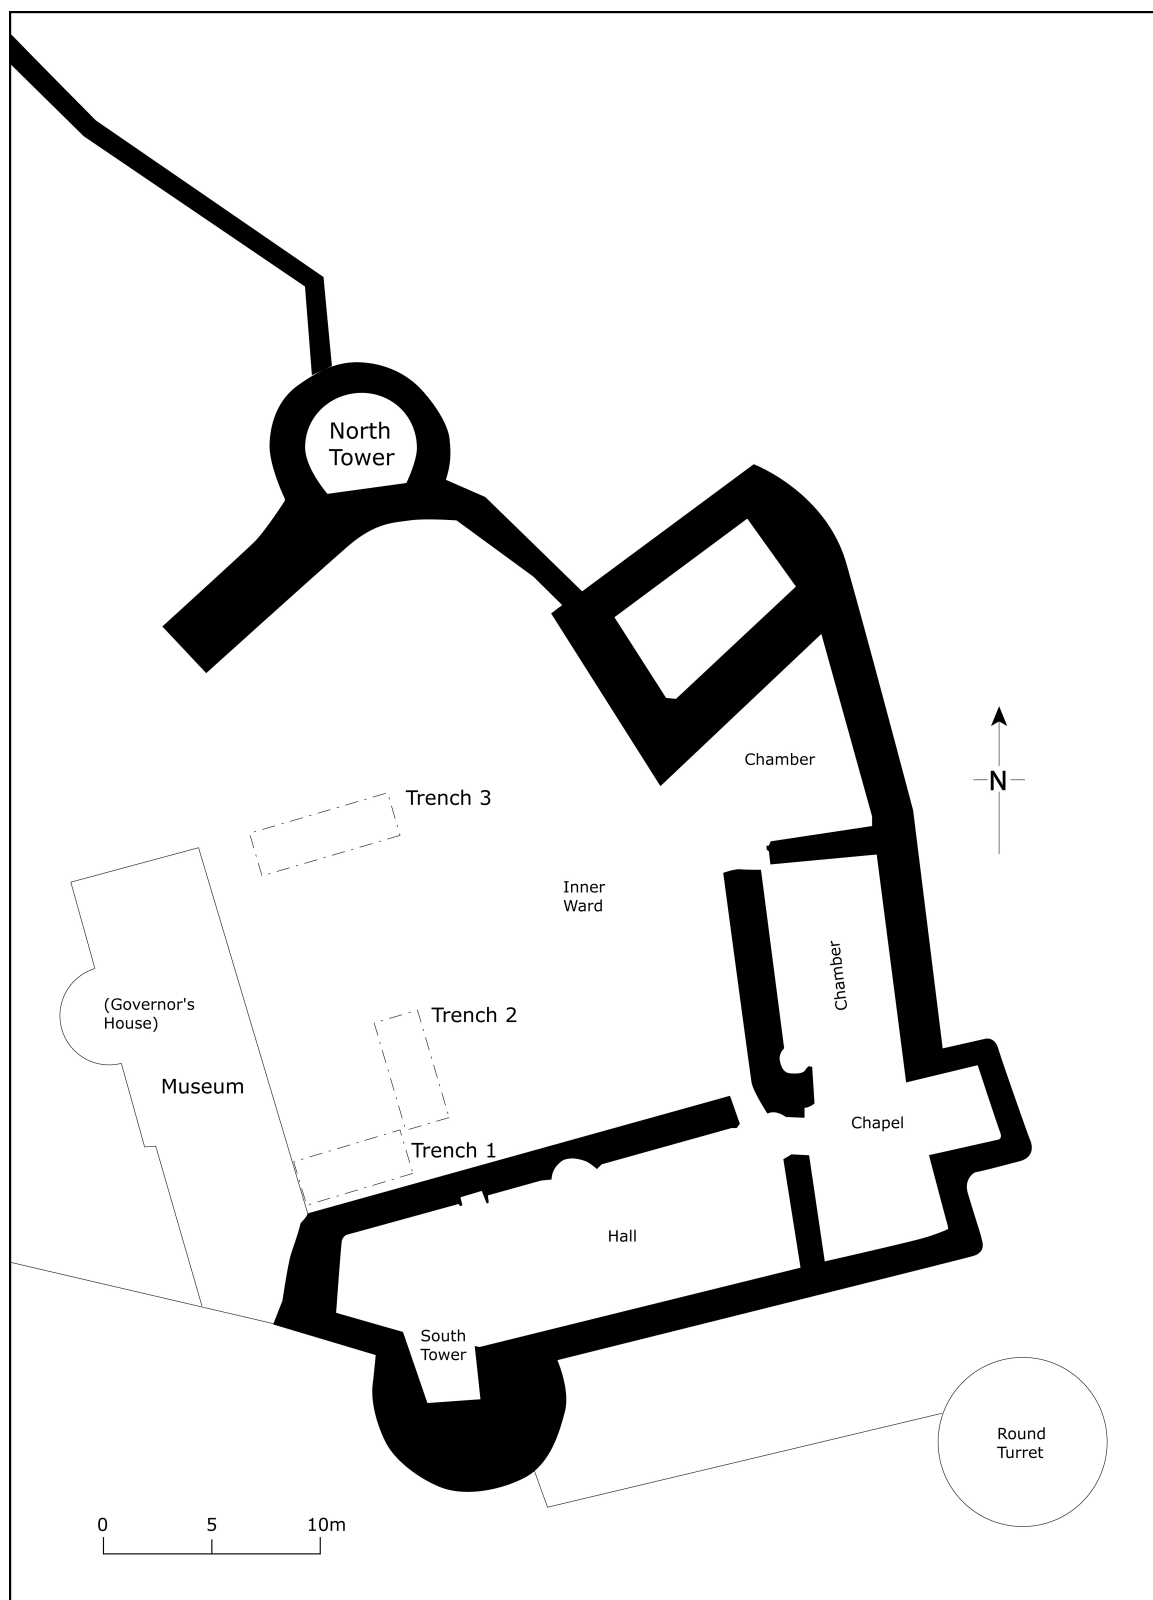 North
Tower
Chamber
N
Trench 3
Inner
Ward
Chamber
(Governor's
House)
Trench 2
Museum
Chapel
Trench 1
Hall
South
Tower
Round
Turret
0 5 10m